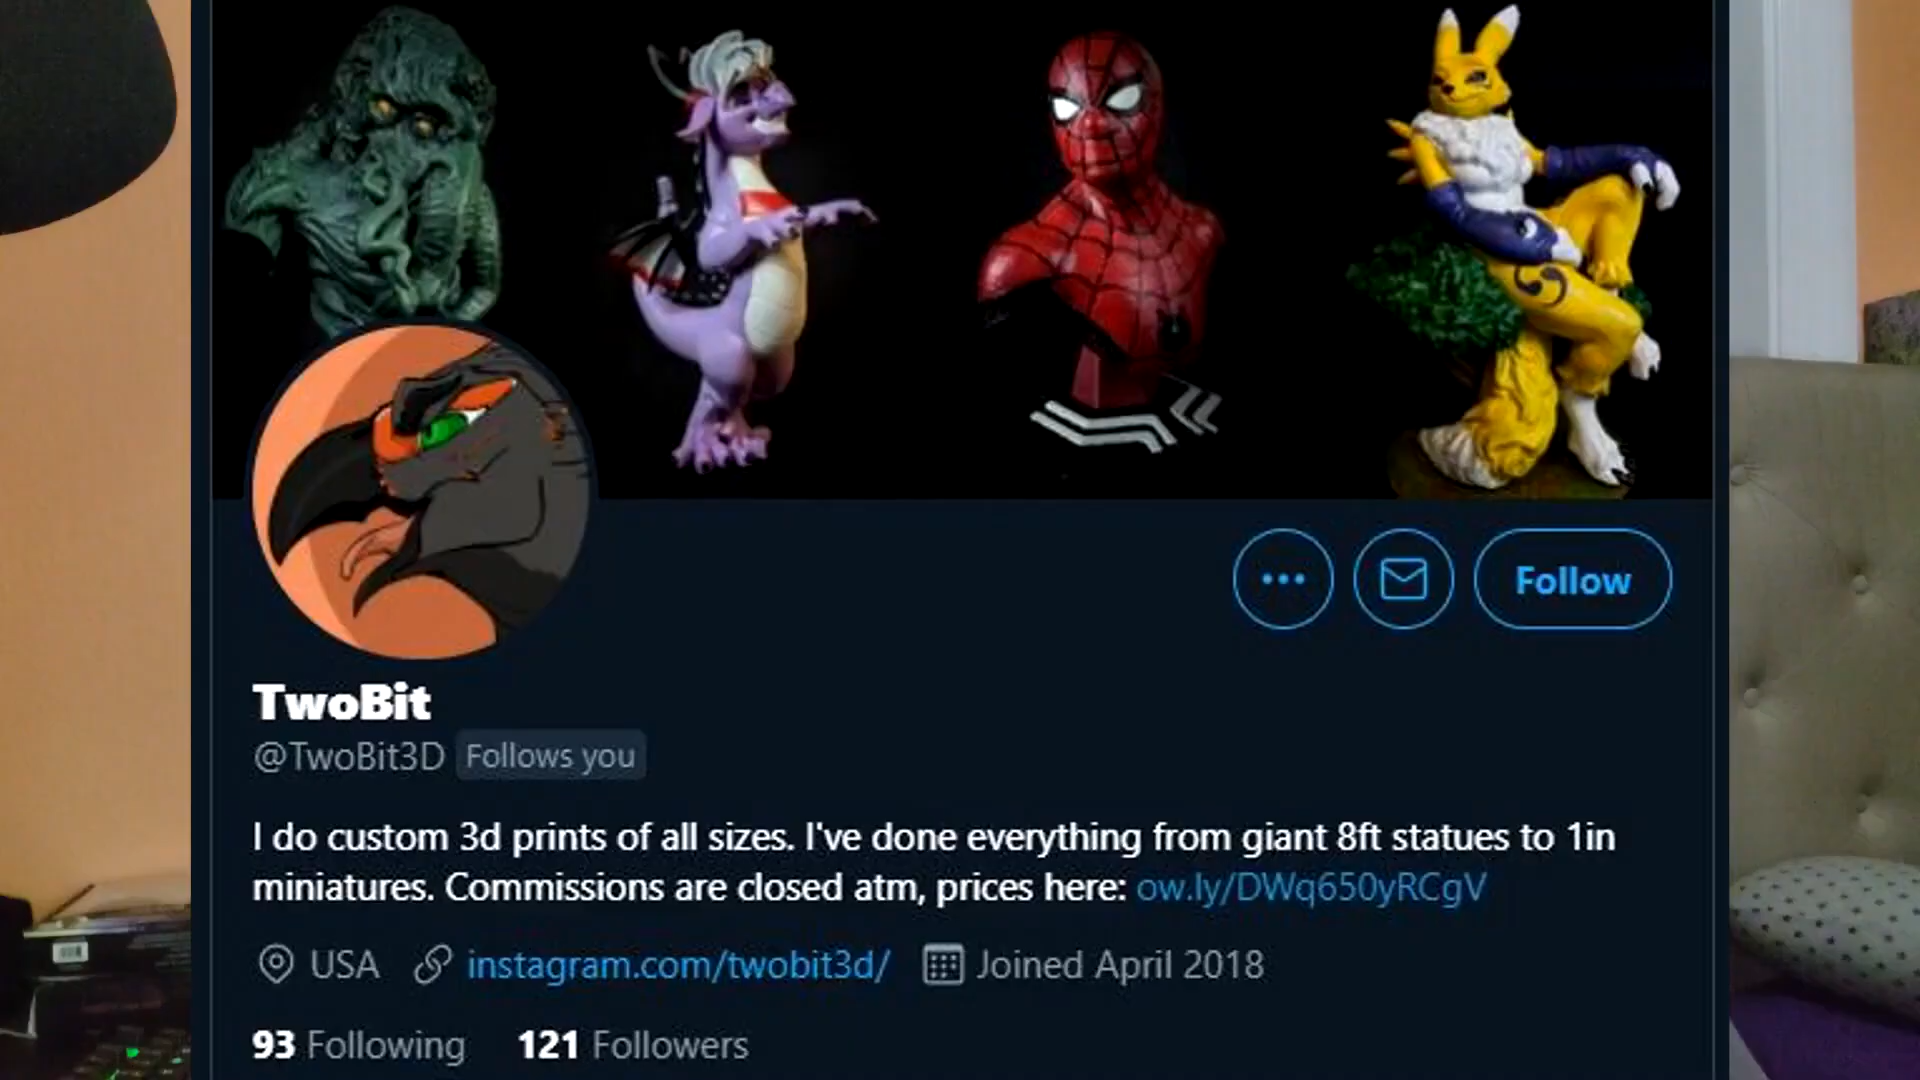 Follow
TwoBit
@TwoBit3D Follows you
I do custom 3d prints of all sizes. I've done everything from giant 8ft statues to 1in
miniatures. Commissions are closed atm, prices here: ow.ly/DWq650yRCgV
USA instagram.com/twobit3d/ Joined April 2018
93 Following 121 Followers